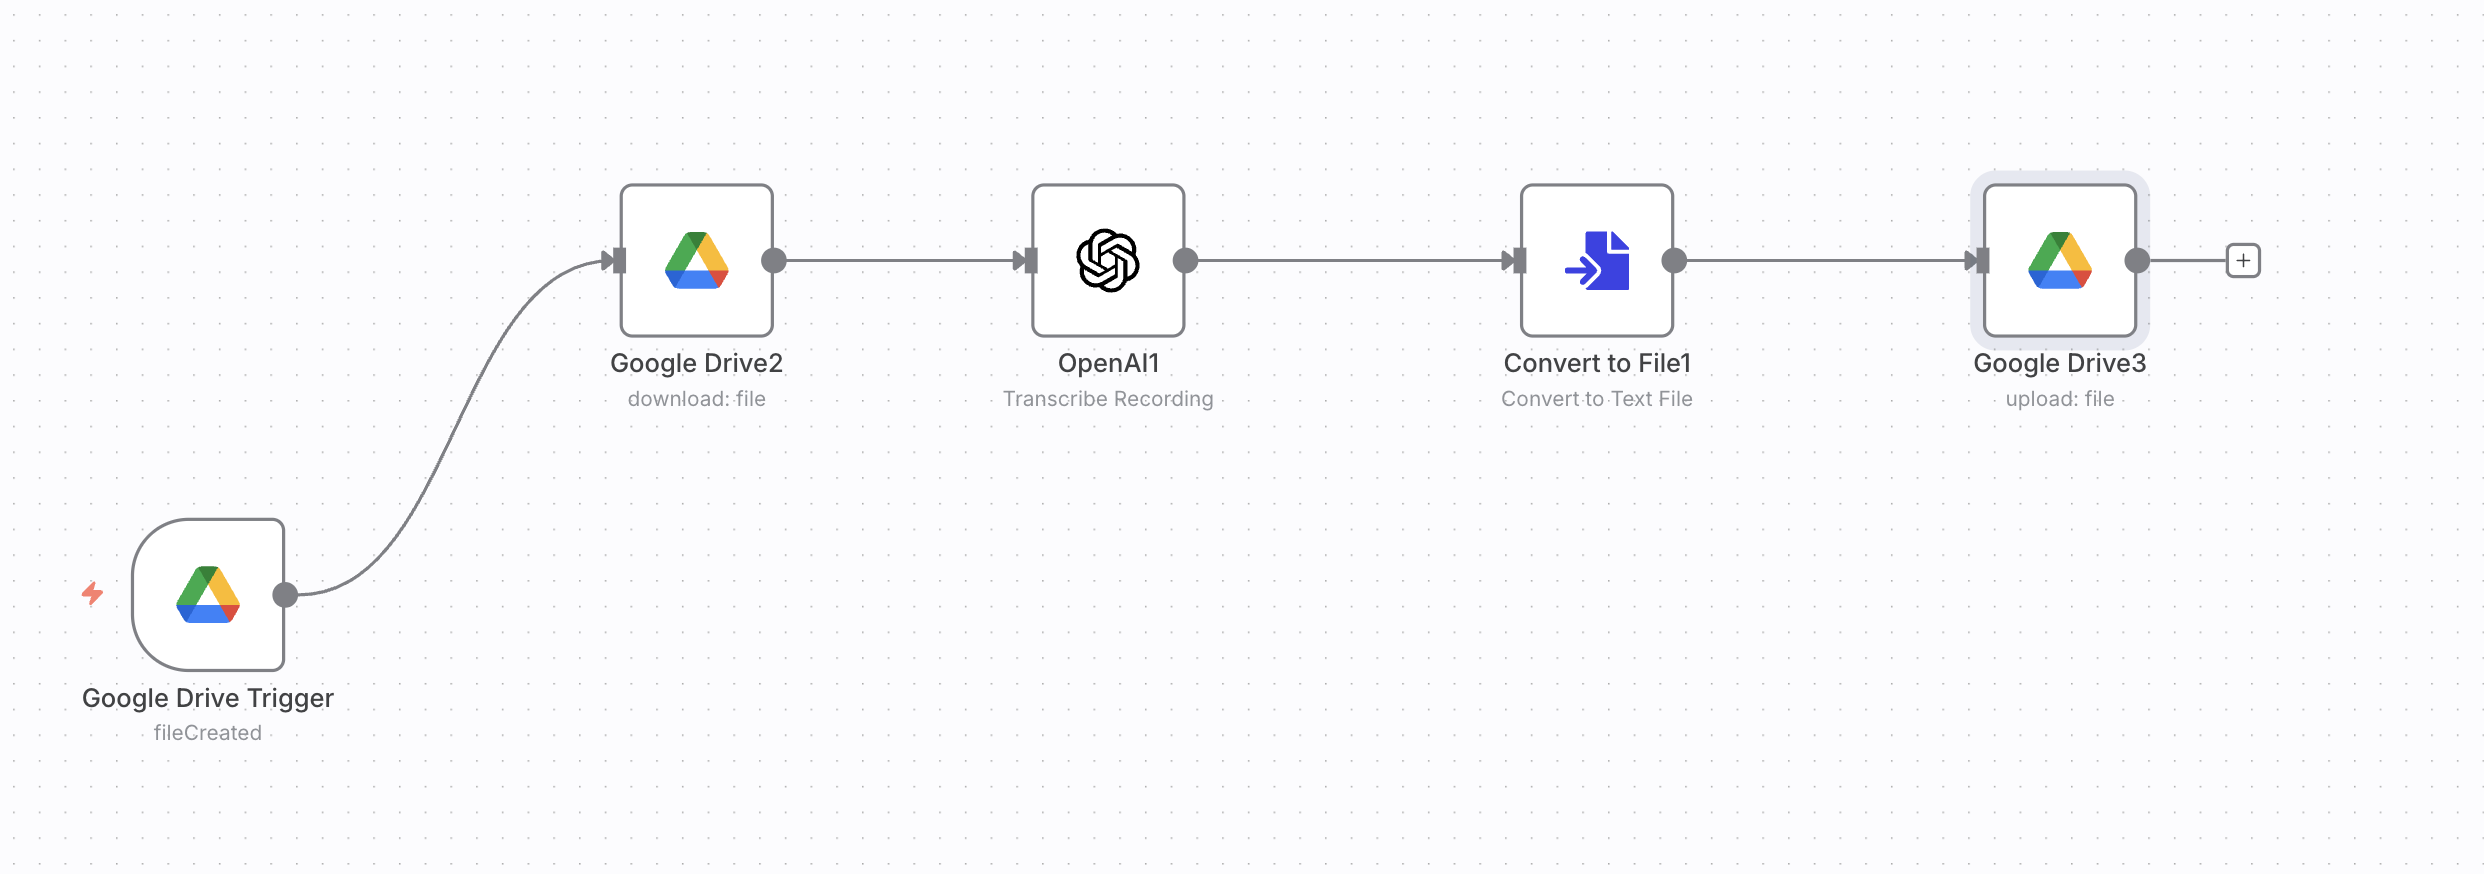 Google Drive2
download: file
OpenAI1
Transcribe Recording
Convert to File1
Convert to Text File
Google Drive3
upload: file
Google Drive Trigger
fileCreated